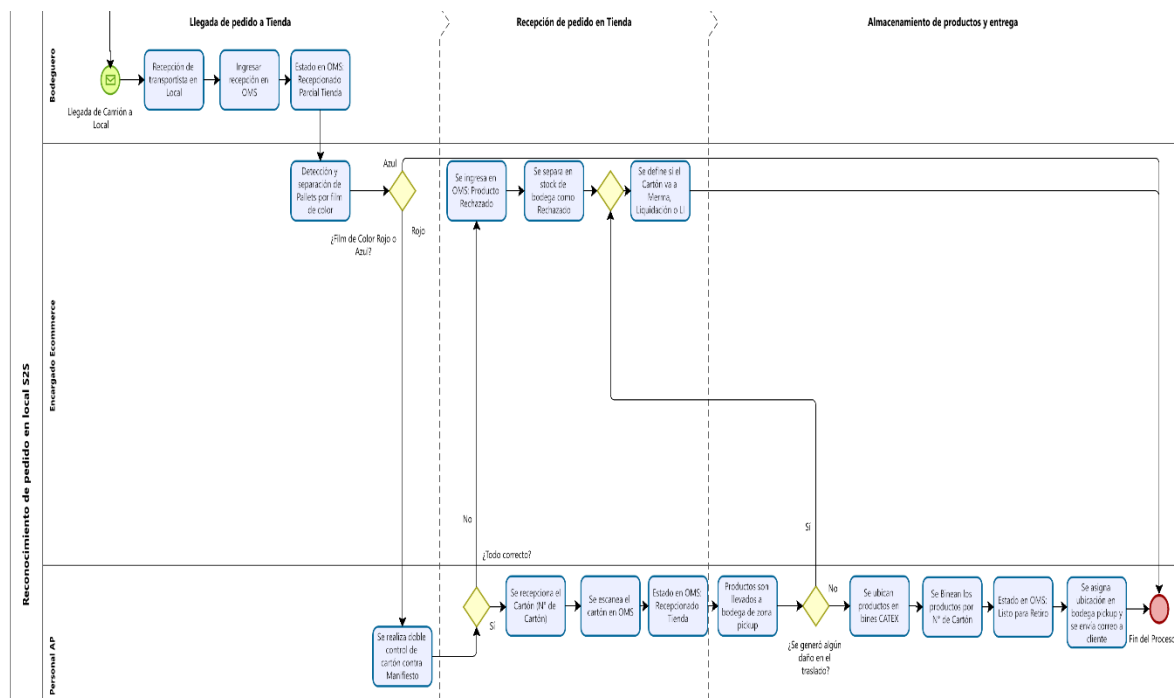 Llegada de pedido a Tienda
Recepción de pedido en Tienda
Almacenamiento de productos y entrega
Reconocimiento de pedido en local S2S
Bodeguero
Llegada de Camión a
Local
Recepción de
transportista en
Local
Ingresar
recepción en
OMS
Estado en OMS:
Recepcionado
Parcial Tienda
Encargado Ecommerce
Detección y
separación de
Pallets por film
de color
Azul
Rojo
¿Film de Color Rojo o
Azul?
Se ingresa en
OMS: Producto
Rechazado
Se separa en
stock de
bodega como
Rechazado
Se define si el
Cartón va a
Merma,
Liquidación o LI
Personal AP
Se realiza doble
control de
cartón contra
Manifiesto
No
¿Todo correcto?
Sí
Se recepciona el
Cartón (N° de
Cartón)
Se escanea el
cartón en OMS
Estado en OMS:
Recepcionado
Tienda
Productos son
llevados a
bodega de zona
pickup
Sí
No
¿Se generó algún
daño en el
traslado?
Se ubican
productos en
bines CATEX
Se Binean los
productos por
N° de Cartón
Estado en OMS:
Listo para Retiro
Se asigna
ubicación en
bodega pickup y
se envía correo a
cliente
Fin del Proceso